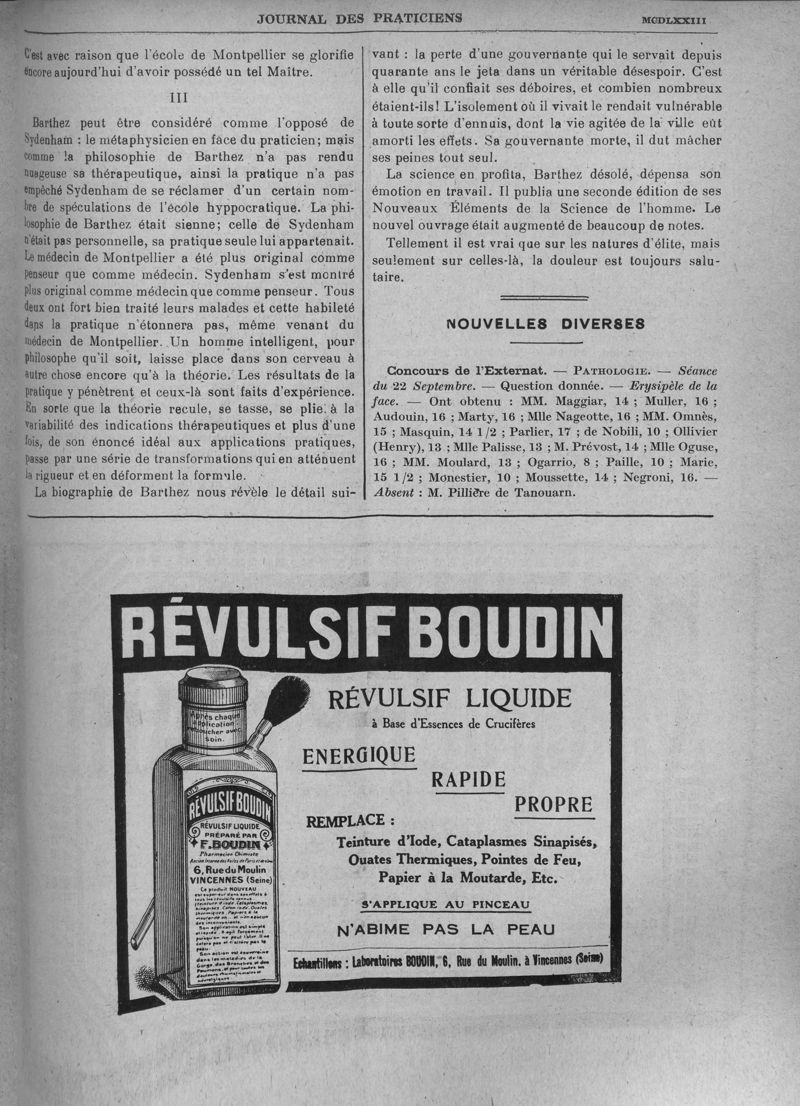 JOURNAL DES PRATICIENS
MCDLXXIII
C'est avec raison que l'école de Montpellier se glorifie
encore aujourd'hui d'avoir possédé un tel Maître.
III
Barthez peut être considéré comme l'opposé de
Sydenham : le métaphysicien en face du praticien; mais
comme la philosophie de Barthez n'a pas rendu
nuageuse sa thérapeutique, ainsi la pratique n'a pas
empêché Sydenham de se réclamer d'un certain nom-
bre de spéculations de l'école hyppocratique. La phi-
losophie de Barthez était sienne; celle de Sydenham
n'était pas personnelle, sa pratique seule lui appartenait.
Le médecin de Montpellier a été plus original comme
penseur que comme médecin. Sydenham s'est montré
plus original comme médecin que comme penseur. Tous
deux ont fort bien traité leurs malades et cette habileté
dans la pratique n'étonnera pas, même venant du
médecin de Montpellier. Un homme intelligent, pour
philosophe qu'il soit, laisse place dans son cerveau à
autre chose encore qu'à la théorie. Les résultats de la
pratique y pénètrent et ceux-là sont faits d'expérience.
En sorte que la théorie recule, se tasse, se plie à la
variabilité des indications thérapeutiques et plus d'une
fois, de son énoncé idéal aux applications pratiques,
passe par une série de transformations qui en atténuent
la rigueur et en déforment la formule.
La biographie de Barthez nous révèle le détail sui-
vant : la perte d'une gouvernante qui le servait depuis
quarante ans le jeta dans un véritable désespoir. C'est
à elle qu'il confiait ses déboires, et combien nombreux
étaient-ils! L'isolement où il vivait le rendait vulnérable
à toute sorte d'ennuis, dont la vie agitée de la ville eût
amorti les effets. Sa gouvernante morte, il dut mâcher
ses peines tout seul.
La science en profita, Barthez désolé, dépensa son
émotion en travail. Il publia une seconde édition de ses
Nouveaux Éléments de la Science de l'homme. Le
nouvel ouvrage était augmenté de beaucoup de notes.
Tellement il est vrai que sur les natures d'élite, mais
seulement sur celles-là, la douleur est toujours salu-
taire.
NOUVELLES DIVERSES
Concours de l'Externat. — PATHOLOGIE. — Séance
du 22 Septembre. — Question donnée. — Erysipèle de la
face. — Ont obtenu : MM. Maggiar, 14 ; Muller, 16 ;
Audouin, 16 ; Marty, 16 ; Mlle Nageotte, 16 ; MM. Omnès,
15 ; Masquin, 14 1/2 ; Parlier, 17 ; de Nobili, 10 ; Ollivier
(Henry), 13 ; Mlle Palisse, 13 ; M. Prévost, 14 ; Mlle Oguse,
16 ; MM. Moulard, 13 ; Ogarrio, 8 ; Paille, 10 ; Marie,
15 1/2 ; Monestier, 10 ; Moussette, 14 ; Negroni, 16. —
Absent : M. Pillière de Tanouarn.
RÉVULSIF BOUDIN
Après chaque
application
reboucher avec
soin.
RÉVULSIF BOUDIN
RÉVULSIF LIQUIDE
PRÉPARÉ PAR
F. BOUDIN
Pharmacien Chimiste
6, Rue du Moulin
VINCENNES (Seine)
Ce produit NOUVEAU
RÉVULSIF LIQUIDE
à Base d'Essences de Crucifères
ENERGIQUE
RAPIDE
PROPRE
REMPLACE :
Teinture d'Iode, Cataplasmes Sinapisés,
Ouates Thermiques, Pointes de Feu,
Papier à la Moutarde, Etc.
S'APPLIQUE AU PINCEAU
N'ABIME PAS LA PEAU
Echantillons : Laboratoires BOUDIN, 6, Rue du Moulin. à Vincennes (Seine)